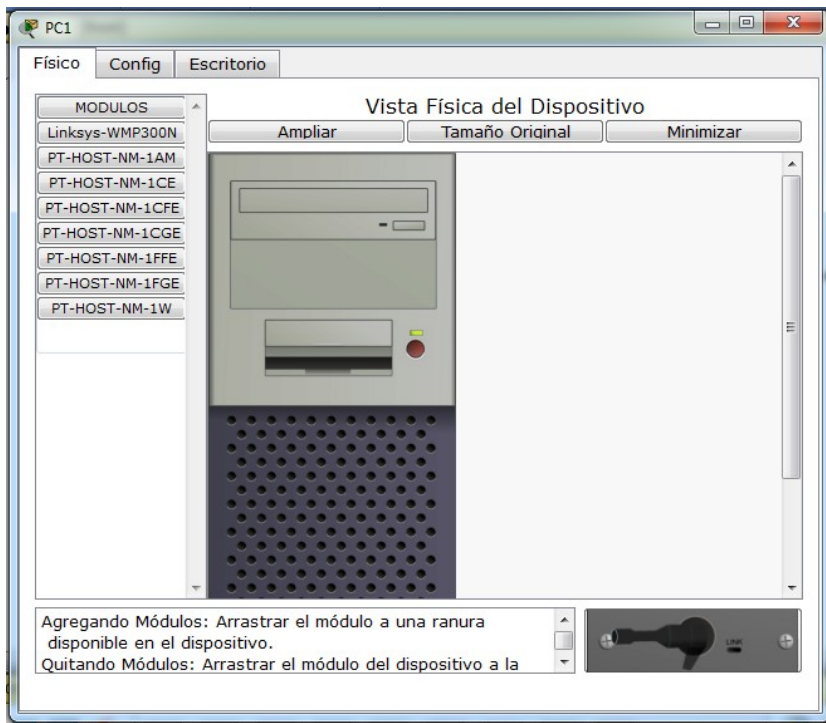 PC1
Físico Config Escritorio
MODULOS
Linksys-WMP300N
PT-HOST-NM-1AM
PT-HOST-NM-1CE
PT-HOST-NM-1CFE
PT-HOST-NM-1CGE
PT-HOST-NM-1FFE
PT-HOST-NM-1FGE
PT-HOST-NM-1W
Vista Física del Dispositivo
Ampliar Tamaño Original Minimizar
Agregando Módulos: Arrastrar el módulo a una ranura
disponible en el dispositivo.
Quitando Módulos: Arrastrar el módulo del dispositivo a la
LINK